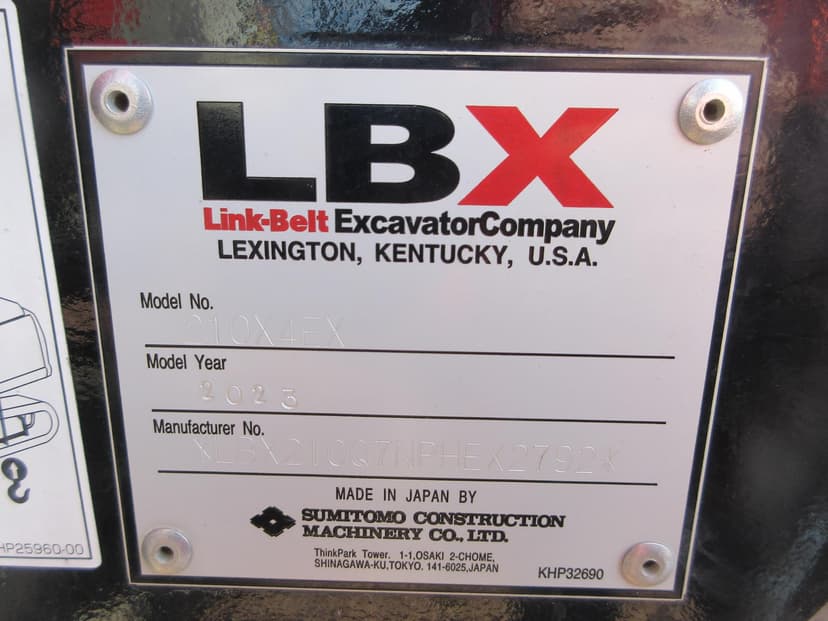 LBX
Link-Belt ExcavatorCompany
LEXINGTON, KENTUCKY, U.S.A.
Model No.
210X4EX
Model Year
2023
Manufacturer No.
MADE IN JAPAN BY
SUMITOMO CONSTRUCTION
MACHINERY CO., LTD.
ThinkPark Tower. 1-1,OSAKI 2-CHOME,
SHINAGAWA-KU,TOKYO. 141-6025,JAPAN
KHP32690
HP25960-00